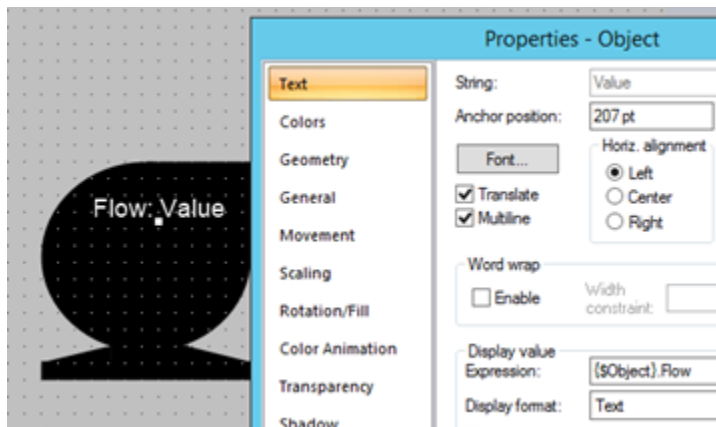 Properties - Object
Text
Colors
Geometry
General
Movement
Scaling
Rotation/Fill
Color Animation
Transparency
Shadow
String: Value
Anchor position: 207 pt
Font...
Horiz. alignment
Left
Center
Right
Translate
Multiline
Word wrap
Enable
Width constraint:
Display value
Expression: {$Object}.Flow
Display format: Text
Flow: Value